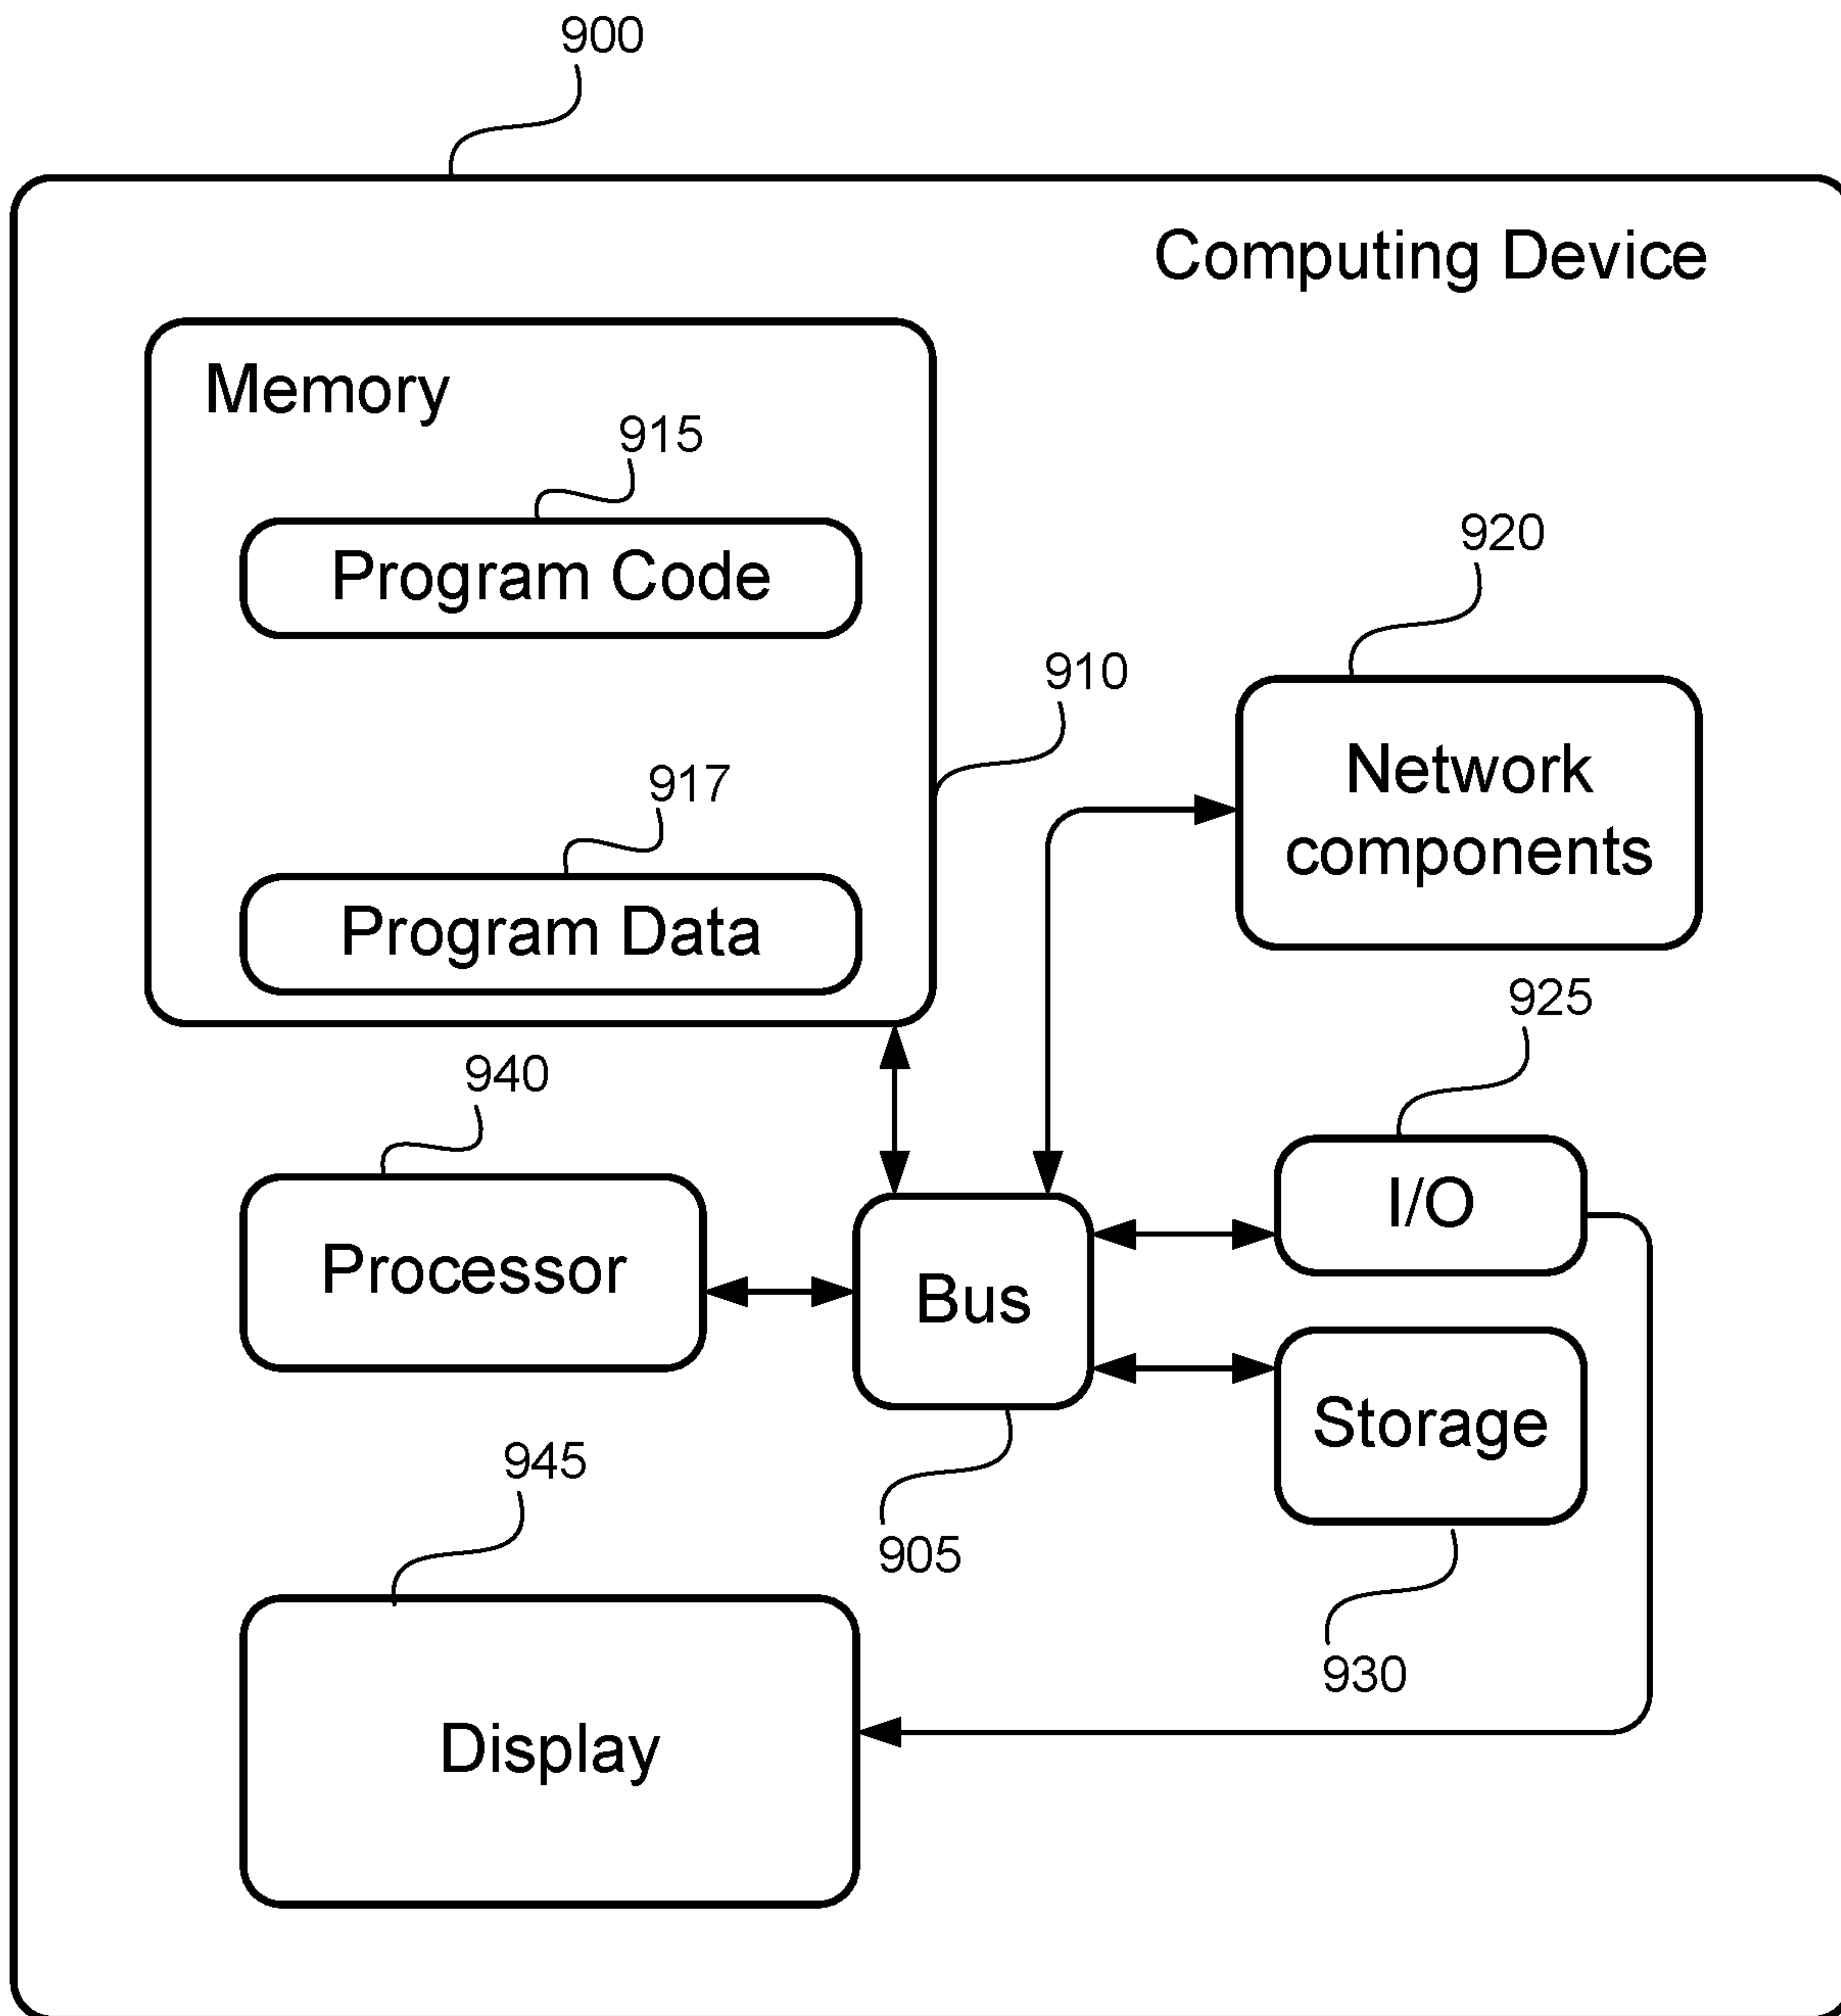 900
Computing Device
Memory
915
Program Code
920
910
Network
components
917
Program Data
925
940
I/O
Processor
Bus
Storage
945
905
930
Display